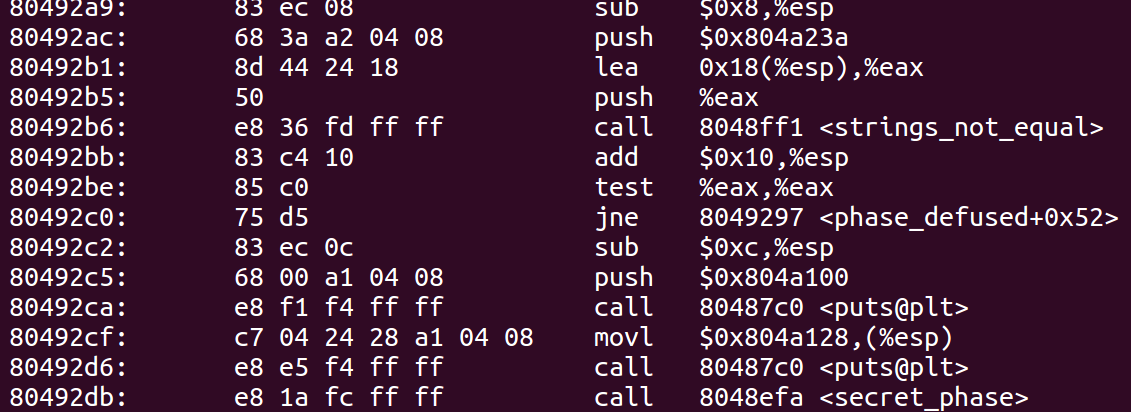 80492a9: 83 ec 08 sub $0x8,%esp
80492ac: 68 3a a2 04 08 push $0x804a23a
80492b1: 8d 44 24 18 lea 0x18(%esp),%eax
80492b5: 50 push %eax
80492b6: e8 36 fd ff ff call 8048ff1 <strings_not_equal>
80492bb: 83 c4 10 add $0x10,%esp
80492be: 85 c0 test %eax,%eax
80492c0: 75 d5 jne 8049297 <phase_defused+0x52>
80492c2: 83 ec 0c sub $0xc,%esp
80492c5: 68 00 a1 04 08 push $0x804a100
80492ca: e8 f1 f4 ff ff call 80487c0 <puts@plt>
80492cf: c7 04 24 28 a1 04 08 movl $0x804a128,(%esp)
80492d6: e8 e5 f4 ff ff call 80487c0 <puts@plt>
80492db: e8 1a fc ff ff call 8048efa <secret_phase>